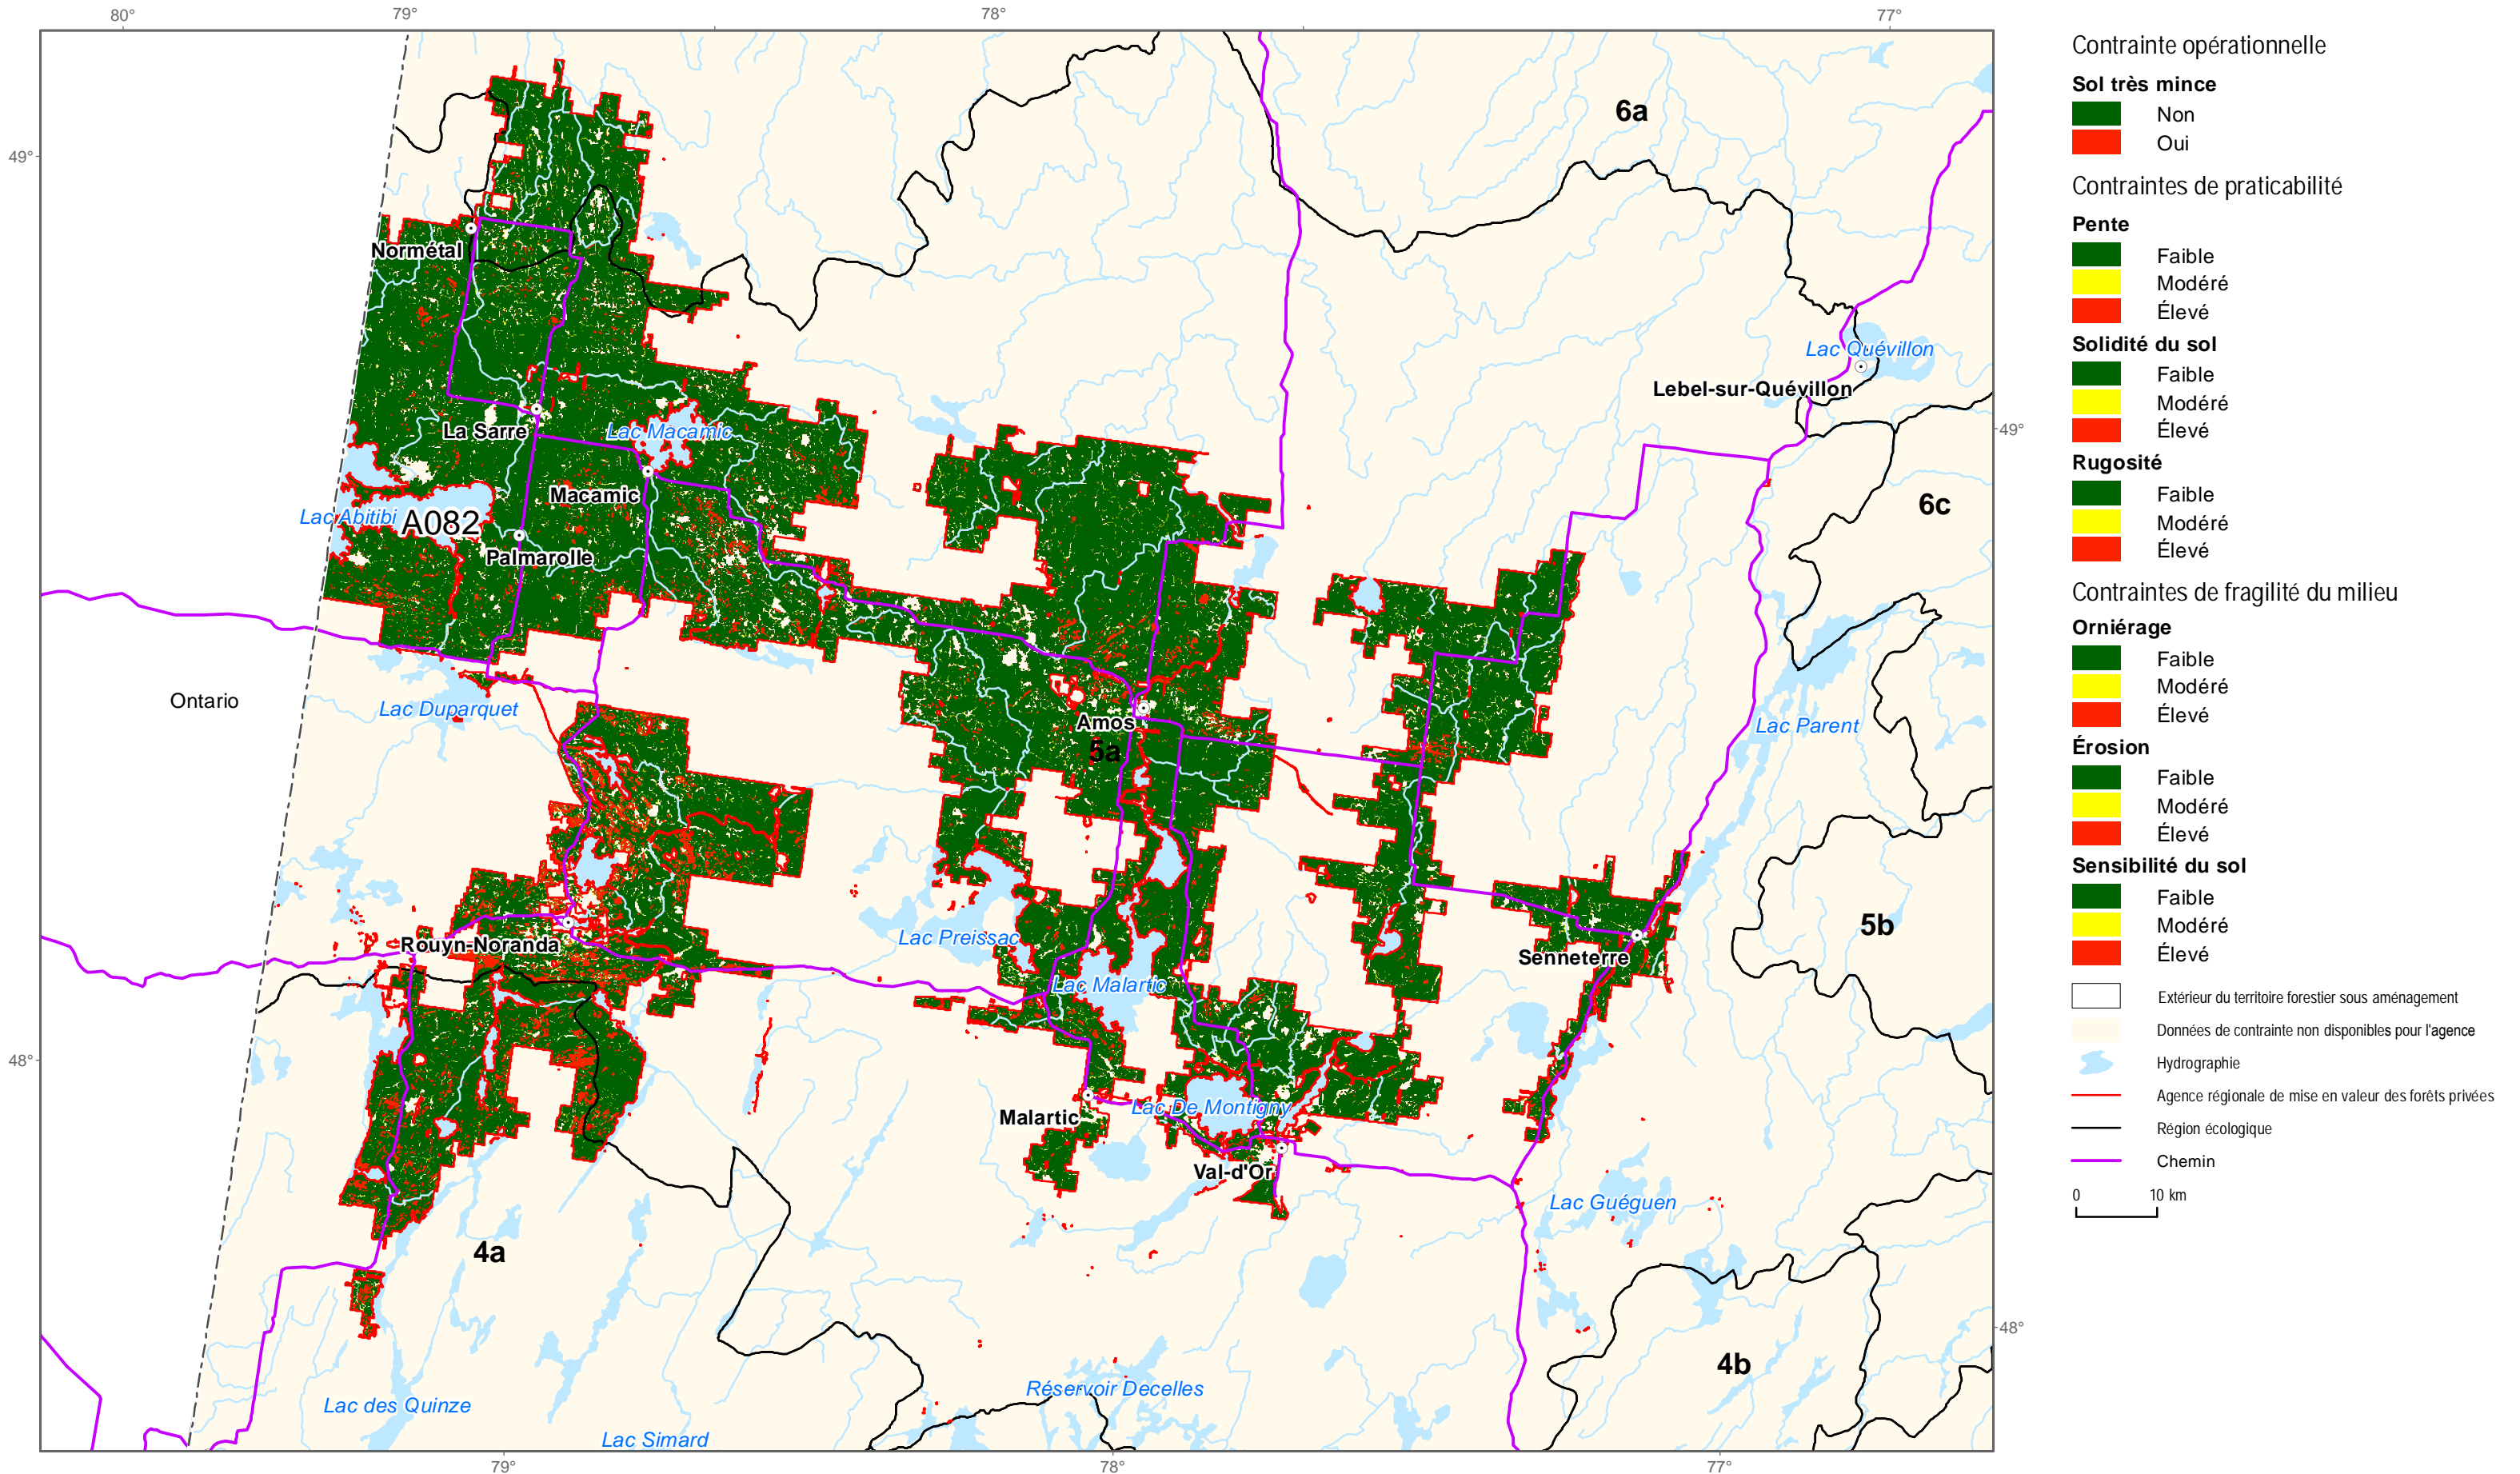 80°
79°
78°
77°
49°
49°
48°
48°
79°
78°
77°
6a
6c
5a
5b
4a
4b
A082
Ontario
Normétal
La Sarre
Lac Macamic
Macamic
Lac Abitibi
Palmarolle
Lac Duparquet
Lac Quévillon
Lebel-sur-Quévillon
Lac Parent
Amos
Rouyn-Noranda
Lac Preissac
Lac Malartic
Senneterre
Malartic
Lac De Montigny
Val-d'Or
Lac Guéguen
Lac des Quinze
Lac Simard
Réservoir Decelles
Contrainte opérationnelle
Sol très mince
Non
Oui
Contraintes de praticabilité
Pente
Faible
Modéré
Élevé
Solidité du sol
Faible
Modéré
Élevé
Rugosité
Faible
Modéré
Élevé
Contraintes de fragilité du milieu
Orniérage
Faible
Modéré
Élevé
Érosion
Faible
Modéré
Élevé
Sensibilité du sol
Faible
Modéré
Élevé
Extérieur du territoire forestier sous aménagement
Données de contrainte non disponibles pour l'agence
Hydrographie
Agence régionale de mise en valeur des forêts privées
Région écologique
Chemin
0 10 km